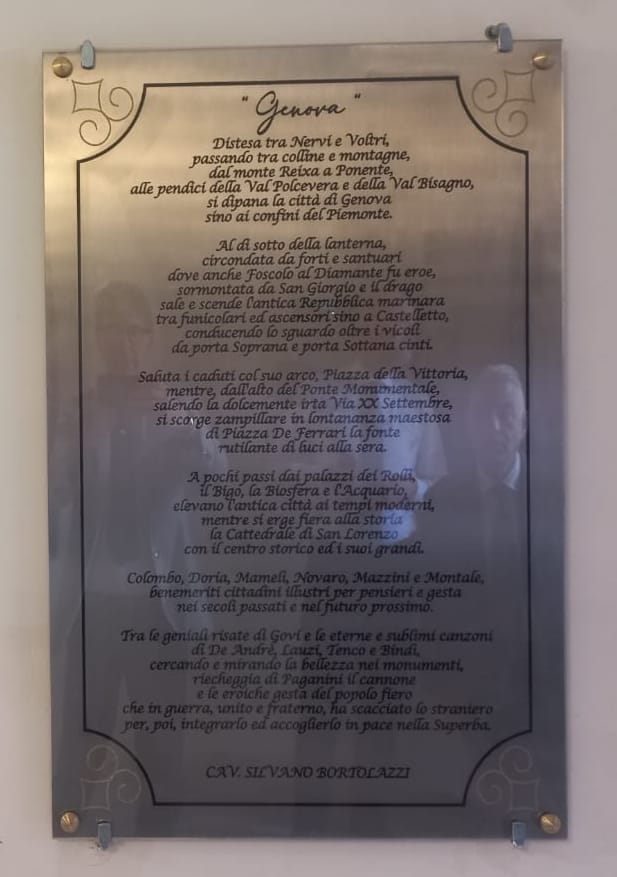 " Genova "
Distesa tra Nervi e Voltri,
passando tra colline e montagne,
dal monte Reixa a Ponente,
alle pendici della Val Polcevera e della Val Bisagno,
si dipana la città di Genova
sino ai confini del Piemonte.
Al di sotto della lanterna,
circondata da forti e santuari
dove anche Foscolo al Diamante fu eroe,
sormontata da San Giorgio e il drago
sale e scende l'antica Repubblica marinara
tra funicolari ed ascensori sino a Castelletto,
conducendo lo sguardo oltre i vicoli
da porta Soprana e porta Sottana cinti.
Saluta i caduti col suo arco, Piazza della Vittoria,
mentre, dall'alto del Ponte Monumentale,
salendo la dolcemente irta Via XX Settembre,
si scorge zampillare in lontananza maestosa
di Piazza De Ferrari la fonte
rutilante di luci alla sera.
A pochi passi dai palazzi dei Rolli,
il Bigo, la Biosfera e l'Acquario,
elevano l'antica città ai tempi moderni,
mentre si erge fiera alla storia
la Cattedrale di San Lorenzo
con il centro storico ed i suoi grandi.
Colombo, Doria, Mameli, Novaro, Mazzini e Montale,
benemeriti cittadini illustri per pensieri e gesta
nei secoli passati e nel futuro prossimo.
Tra le geniali risate di Govi e le eterne e sublimi canzoni
di De Andrè, Lauzi, Tenco e Bindi,
cercando e mirando la bellezza nei monumenti,
riecheggia di Paganini il cannone
e le eroiche gesta del popolo fiero
che in guerra, unito e fraterno, ha scacciato lo straniero
per, poi, integrarlo ed accoglierlo in pace nella Superba.
CAV. SILVANO BORTOLAZZI